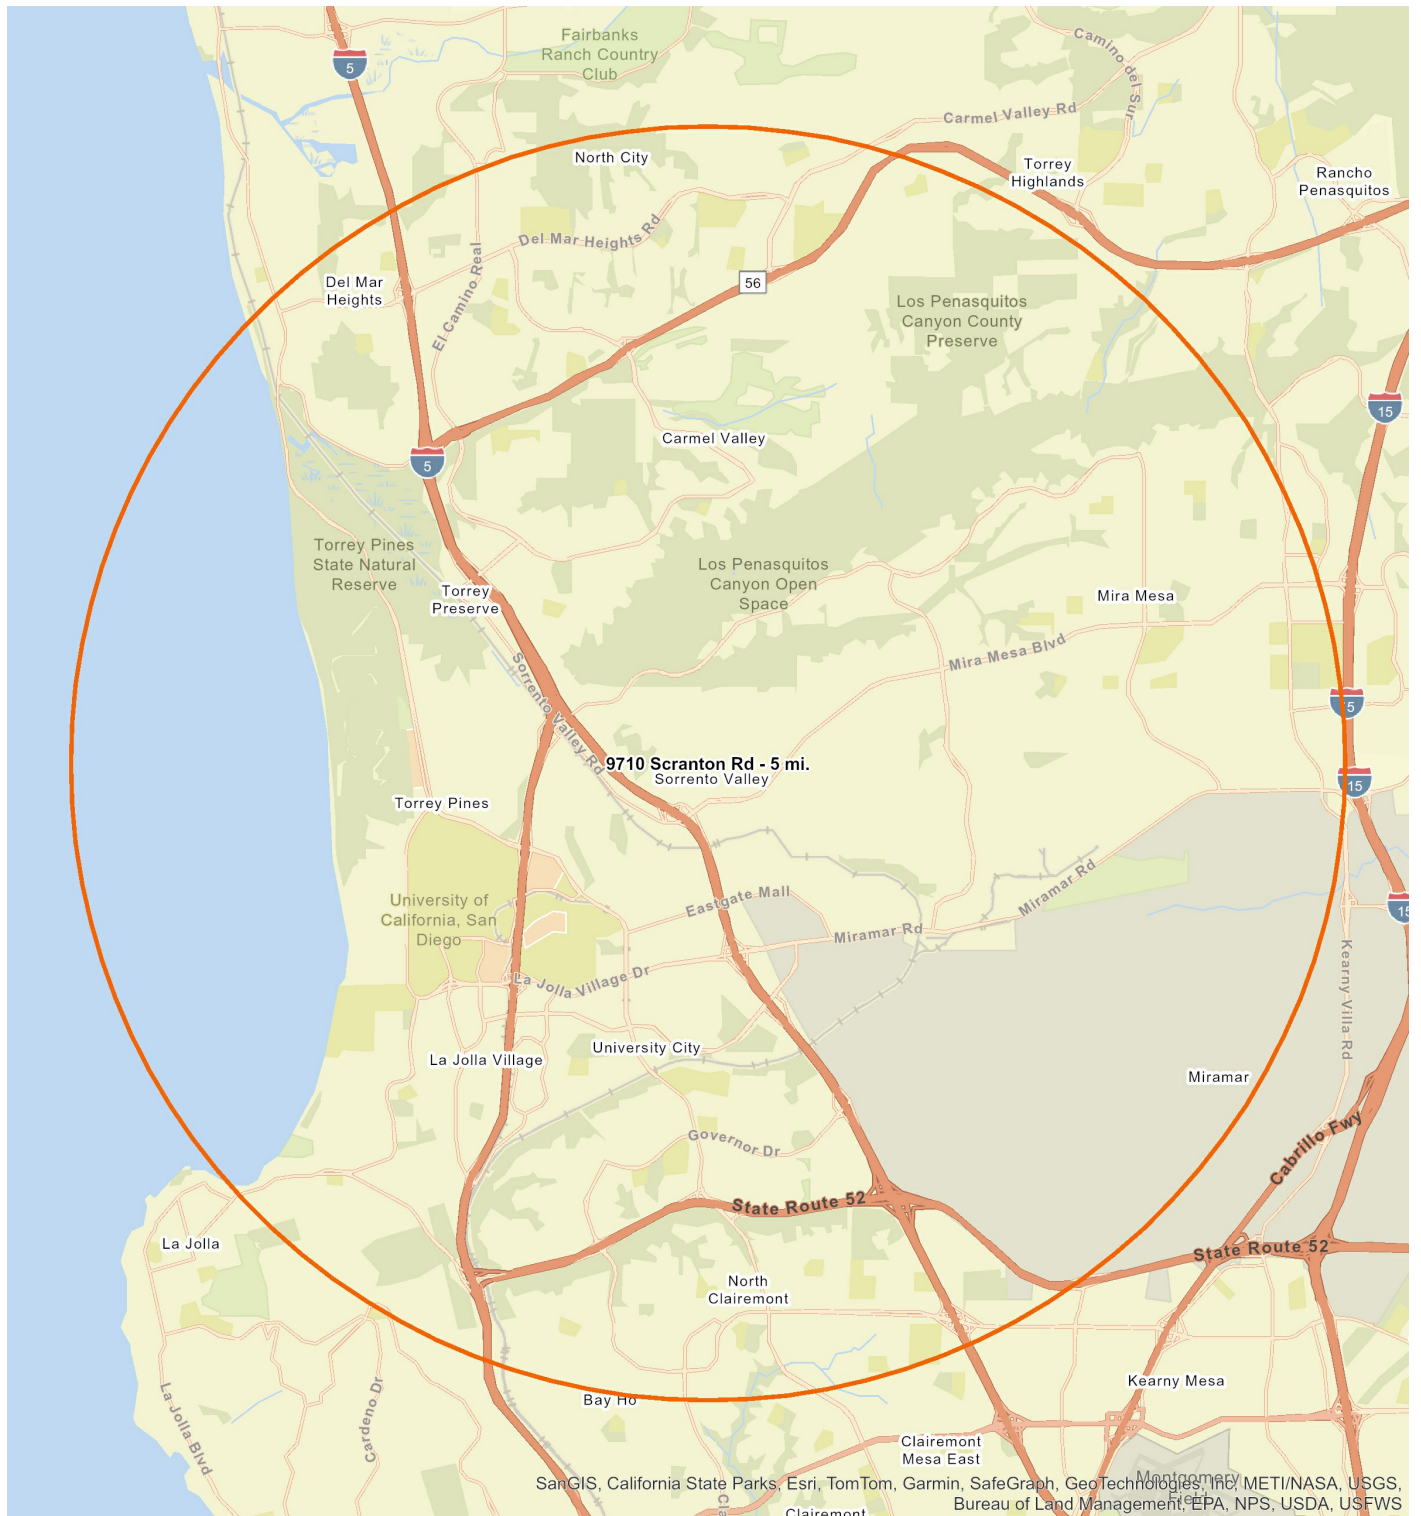 Fairbanks
Ranch Country
Club
5
Camino del Sur
Carmel Valley Rd
North City
Torrey
Highlands
Rancho
Penasquitos
Del Mar Heights Rd
El Camino Real
Del Mar
Heights
56
Los Penasquitos
Canyon County
Preserve
15
Carmel Valley
5
Torrey Pines
State Natural
Reserve
Los Penasquitos
Canyon Open
Space
Torrey
Preserve
Mira Mesa
Mira Mesa Blvd
Sorrento Valley Rd
15
9710 Scranton Rd - 5 mi.
Sorrento Valley
15
Torrey Pines
Miramar Rd
Eastgate Mall
University of
California, San
Diego
15
Miramar Rd
La Jolla Village Dr
Kearny Villa Rd
University City
La Jolla Village
Miramar
Governor Dr
Cabrillo Fwy
State Route 52
La Jolla
State Route 52
North
Clairemont
Kearny Mesa
Bay Ho
La Jolla Blvd
Cardeno Dr
Clairemont
Mesa East
Montgomery
Field
SanGIS, California State Parks, Esri, TomTom, Garmin, SafeGraph, GeoTechnologies, Inc, METI/NASA, USGS,
Bureau of Land Management, EPA, NPS, USDA, USFWS
Clairemont